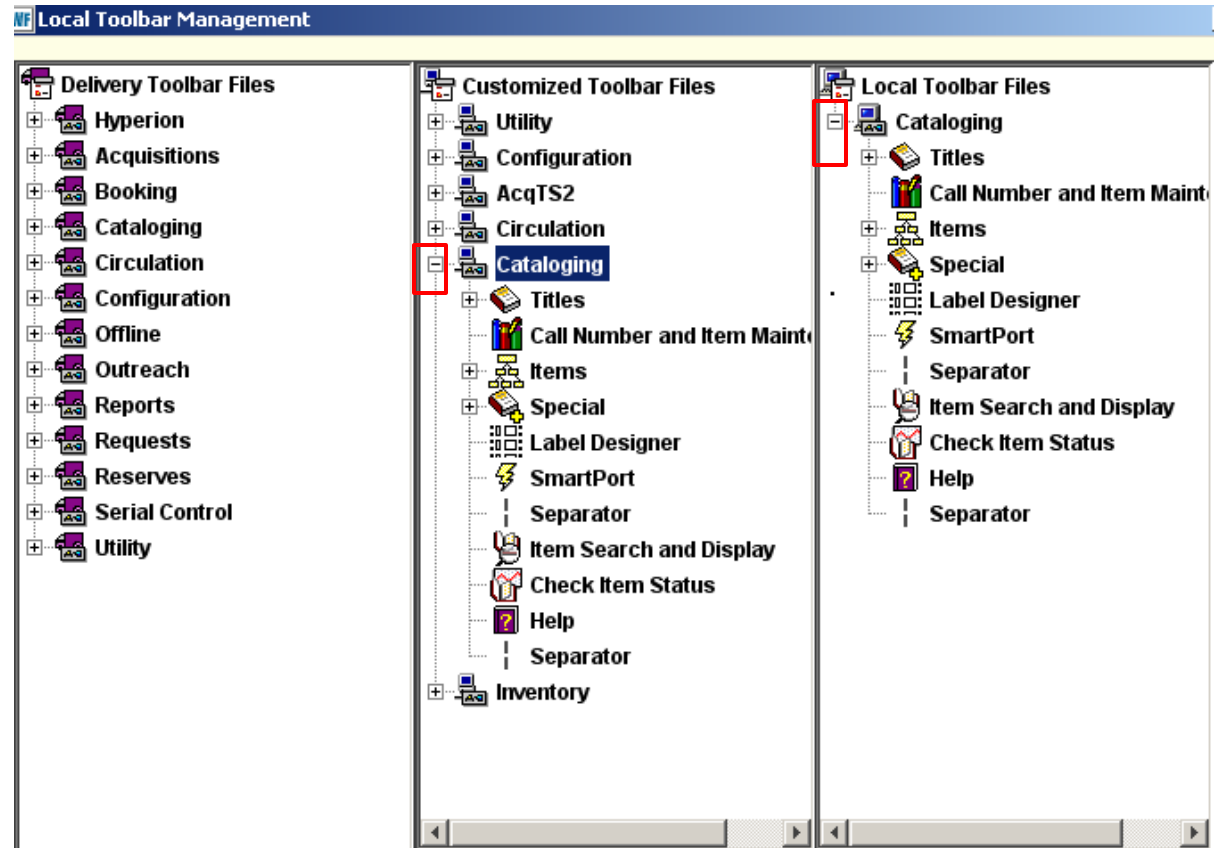 WF Local Toolbar Management
Delivery Toolbar Files
Hyperion
Acquisitions
Booking
Cataloging
Circulation
Configuration
Offline
Outreach
Reports
Requests
Reserves
Serial Control
Utility
Customized Toolbar Files
Utility
Configuration
AcqTS2
Circulation
Cataloging
Titles
Call Number and Item
Items
Special
Label Designer
SmartPort
Separator
Item Search and Display
Check Item Status
Help
Separator
Inventory
Local Toolbar Files
Cataloging
Titles
Call Number and Item Maint
Items
Special
Label Designer
SmartPort
Separator
Item Search and Display
Check Item Status
Help
Separator